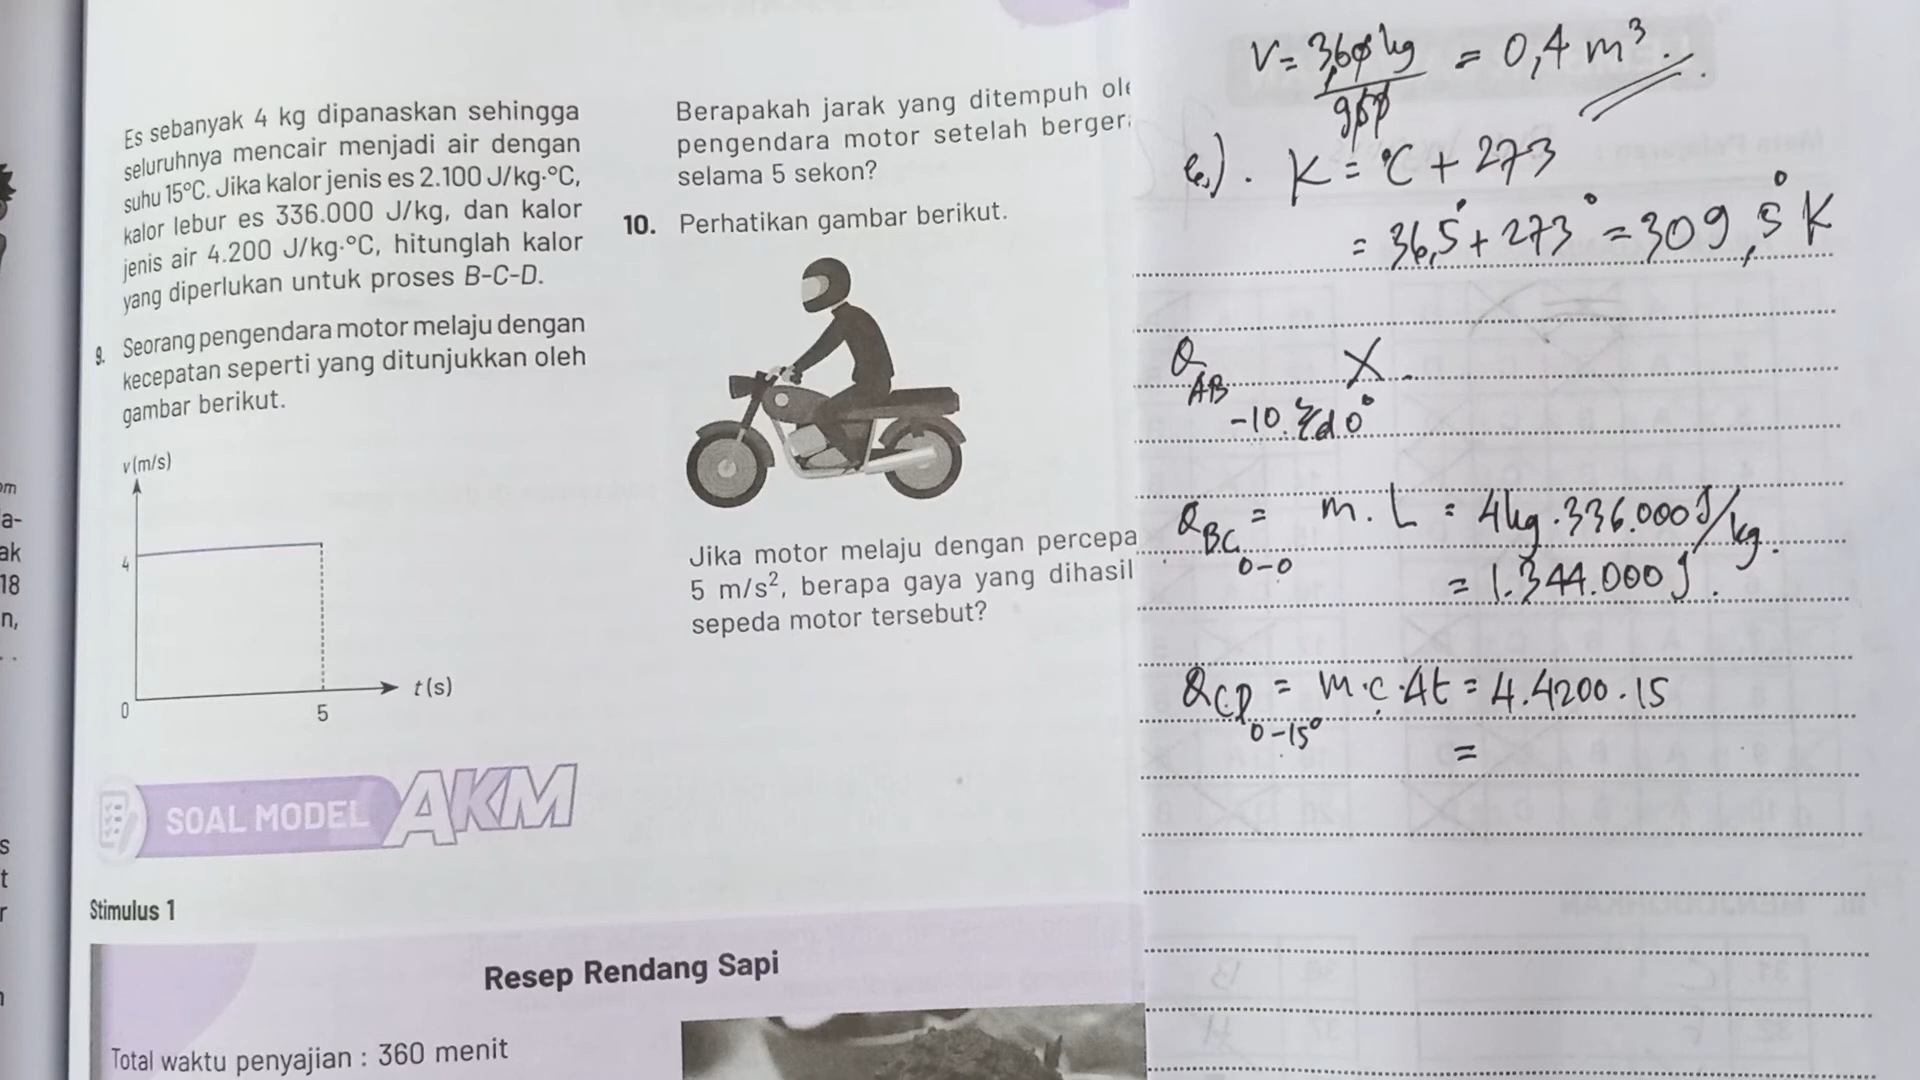 Es sebanyak 4 kg dipanaskan sehingga
seluruhnya mencair menjadi air dengan
suhu 15°C. Jika kalor jenis es 2.100 J/kg·°C,
kalor lebur es 336.000 J/kg, dan kalor
jenis air 4.200 J/kg·°C, hitunglah kalor
yang diperlukan untuk proses B-C-D.
9. Seorang pengendara motor melaju dengan
kecepatan seperti yang ditunjukkan oleh
gambar berikut.
v (m/s)
4
0
5
t (s)
Berapakah jarak yang ditempuh
pengendara motor setelah
selama 5 sekon?
10. Perhatikan gambar berikut.
Jika motor melaju dengan
5 m/s², berapa gaya yang
sepeda motor tersebut?
SOAL MODEL AKM
Stimulus 1
Resep Rendang Sapi
Total waktu penyajian : 360 menit
ak
18
n,
V = 360 kg = 0,4 m³.
900
K = °C + 273
= 36,5° + 273° = 309,5° K
Q AB X.
-10 0°
Q BC = m . L = 4 kg . 336.000 J/kg.
0-0
= 1.344.000 J.
Q CD = m.c.Δt = 4.4200.15
0-15°
=